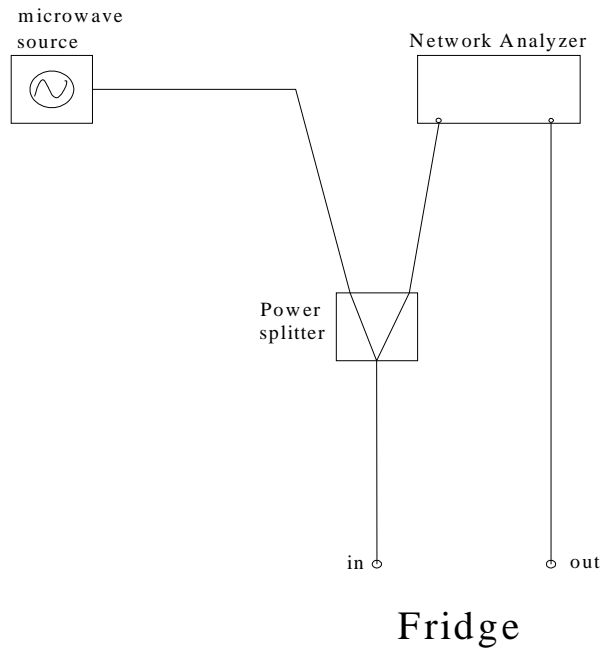 microwave
source
Network Analyzer
Power
splitter
in
out
Fridge